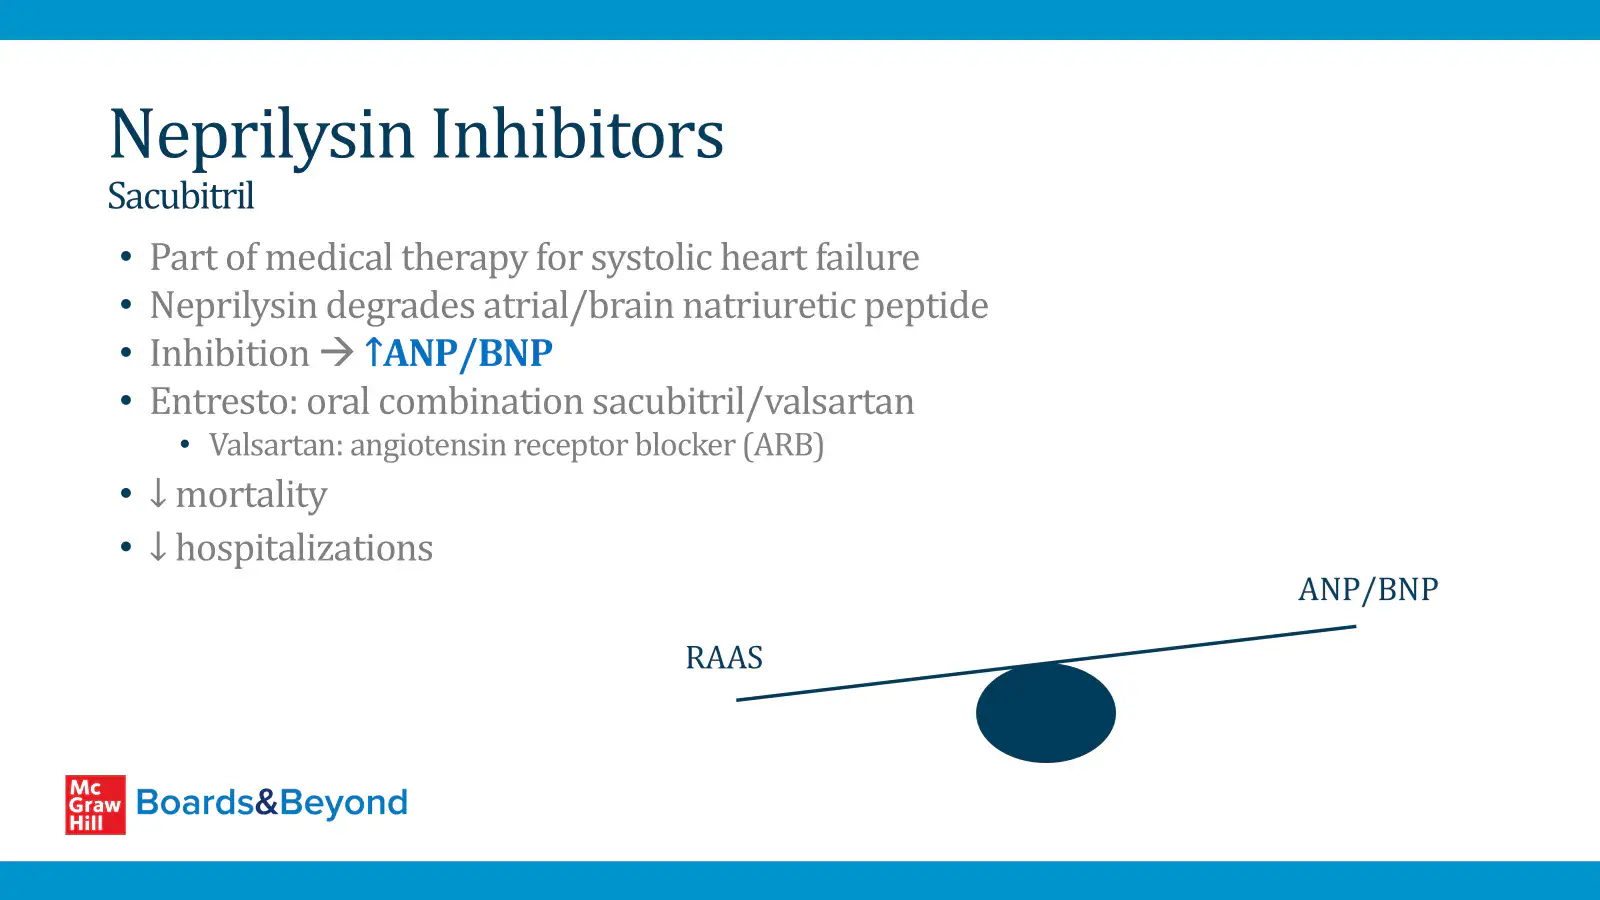 Neprilysin Inhibitors
Sacubitril
• Part of medical therapy for systolic heart failure
• Neprilysin degrades atrial/brain natriuretic peptide
• Inhibition → ↑ANP/BNP
• Entresto: oral combination sacubitril/valsartan
• Valsartan: angiotensin receptor blocker (ARB)
• ↓ mortality
• ↓ hospitalizations
ANP/BNP
RAAS
Mc
Graw
Hill
Boards&Beyond